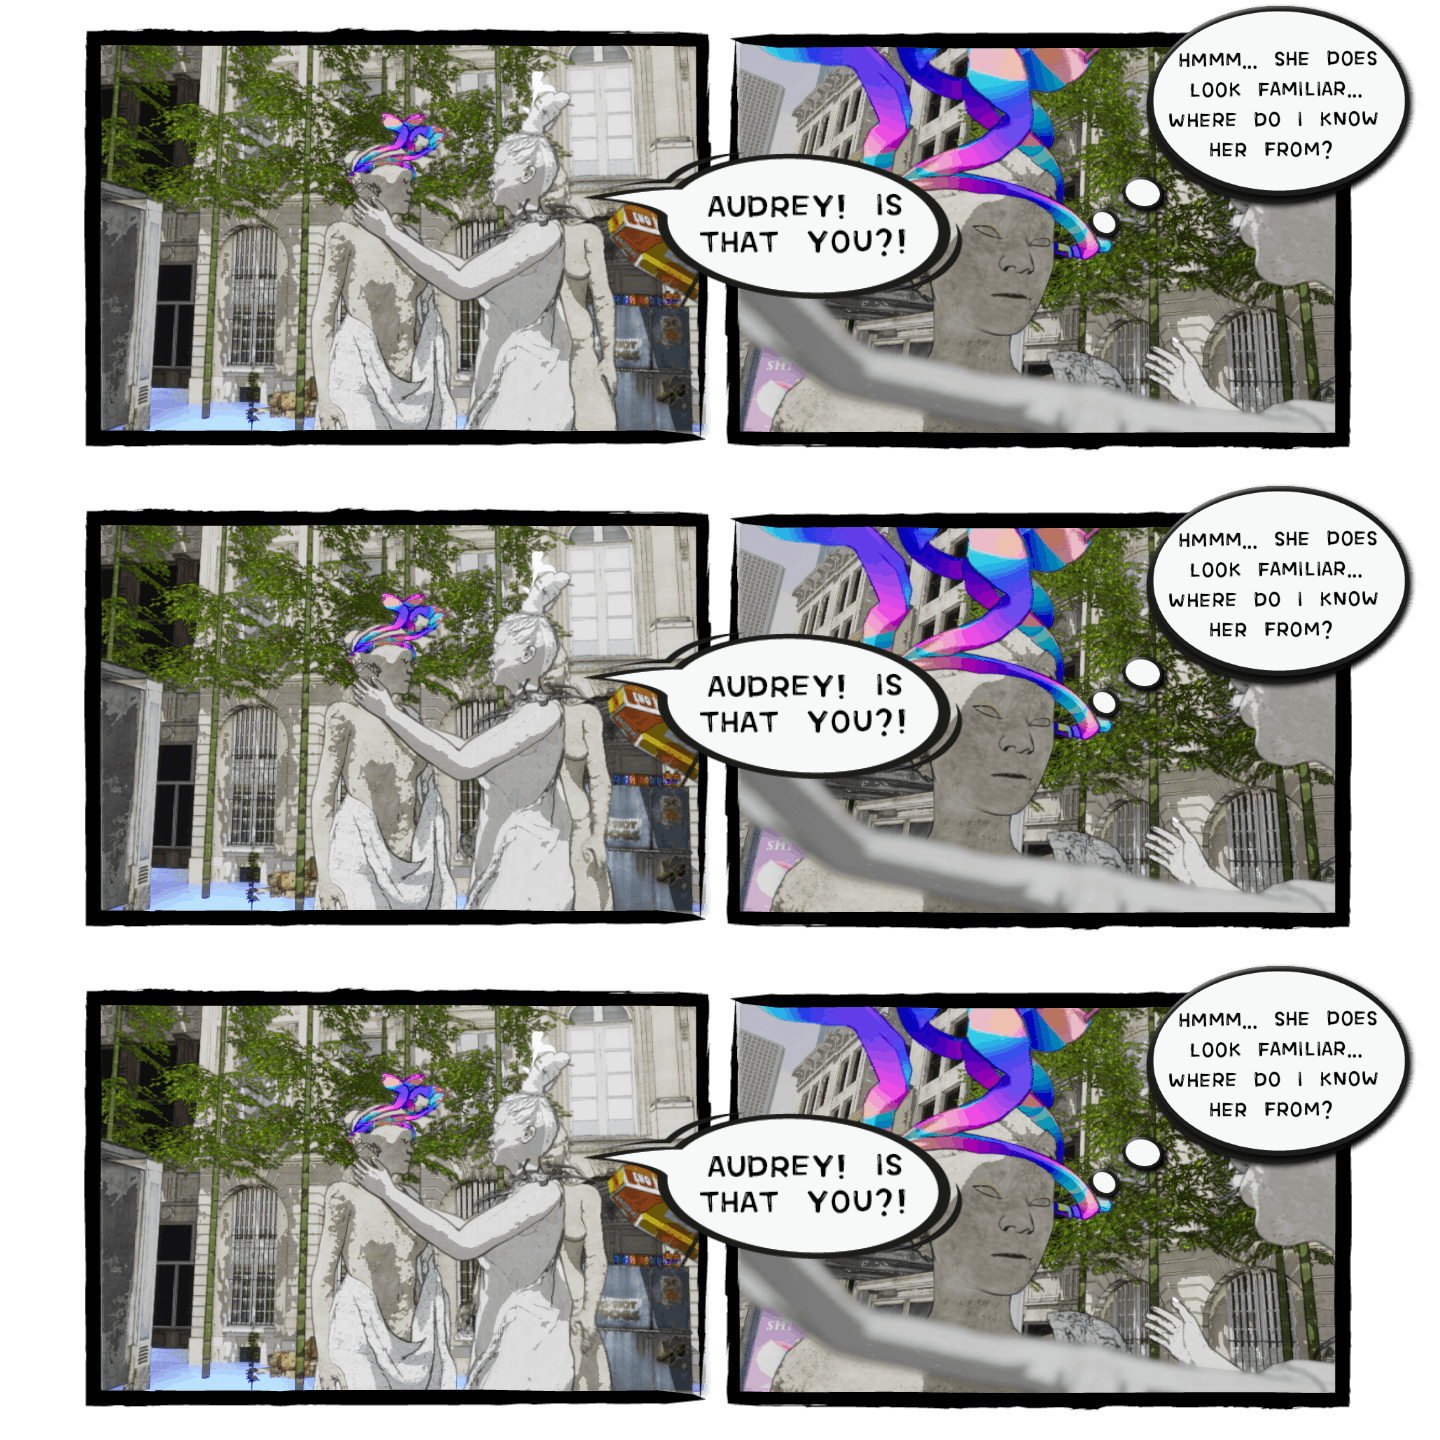 HMMM... SHE DOES
LOOK FAMILIAR...
WHERE DO I KNOW
HER FROM?
AUDREY! IS
THAT YOU?!
HMMM... SHE DOES
LOOK FAMILIAR...
WHERE DO I KNOW
HER FROM?
AUDREY! IS
THAT YOU?!
HMMM... SHE DOES
LOOK FAMILIAR...
WHERE DO I KNOW
HER FROM?
AUDREY! IS
THAT YOU?!